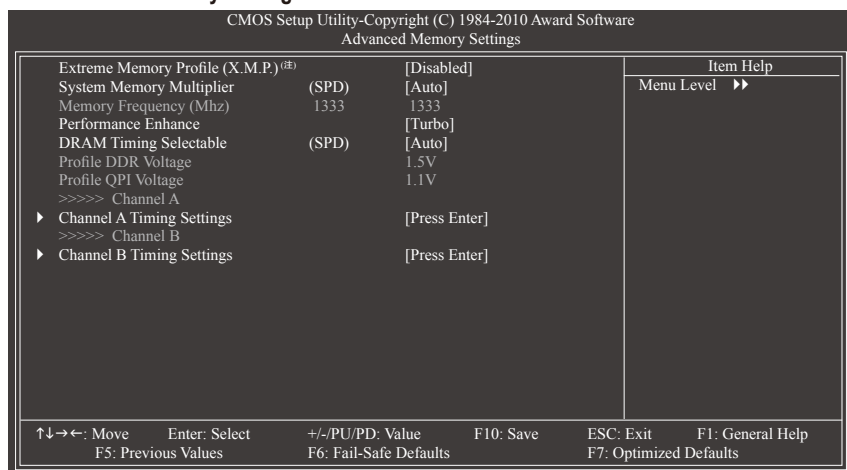 CMOS Setup Utility-Copyright (C) 1984-2010 Award Software
Advanced Memory Settings
Extreme Memory Profile (X.M.P.) (注) [Disabled]
System Memory Multiplier (SPD) [Auto]
Memory Frequency (Mhz) 1333 1333
Performance Enhance [Turbo]
DRAM Timing Selectable (SPD) [Auto]
Profile DDR Voltage 1.5V
Profile QPI Voltage 1.1V
>>>>> Channel A
Channel A Timing Settings [Press Enter]
>>>>> Channel B
Channel B Timing Settings [Press Enter]
Item Help
Menu Level
↑↓→←: Move Enter: Select +/-/PU/PD: Value F10: Save ESC: Exit F1: General Help
F5: Previous Values F6: Fail-Safe Defaults F7: Optimized Defaults